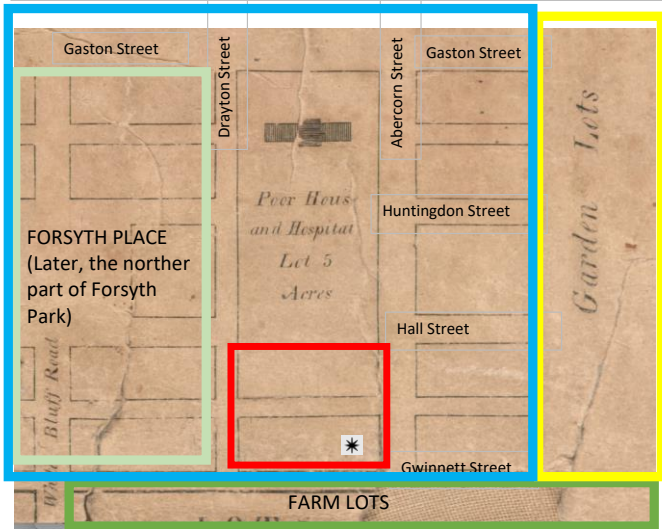 Gaston Street
Drayton Street
Abercorn Street
Gaston Street
Garden Lots
Poor House
and Hospital
Lot 5
Acres
Huntingdon Street
FORSYTH PLACE
(Later, the norther
part of Forsyth
Park)
Hall Street
White Bluff Road
Gwinnett Street
FARM LOTS